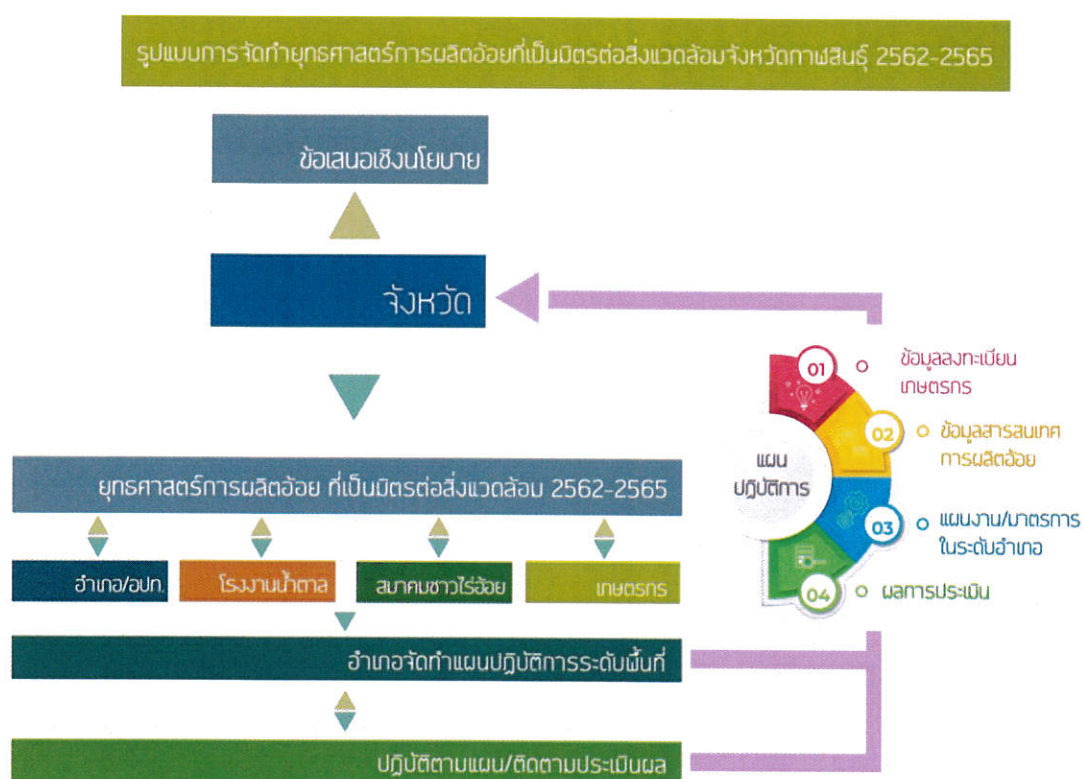 รูปแบบการจัดทำยุทธศาสตร์การผลิตอ้อยที่เป็นมิตรต่อสิ่งแวดล้อมจังหวัดกาฬสินธุ์ 2562-2565
ข้อเสนอเชิงนโยบาย
จังหวัด
01
ข้อมูลลงทะเบียน
เกษตรกร
02
ข้อมูลสารสนเทศ
การผลิตอ้อย
แผน
ปฏิบัติการ
03
แผนงาน/มาตรการ
ในระดับอำเภอ
04
ผลการประเมิน
ยุทธศาสตร์การผลิตอ้อย ที่เป็นมิตรต่อสิ่งแวดล้อม 2562-2565
อำเภอ/อปท.
โรงงานน้ำตาล
สมาคมชาวไร่อ้อย
เกษตรกร
อำเภอจัดทำแผนปฏิบัติการระดับพื้นที่
ปฏิบัติตามแผน/ติดตามประเมินผล